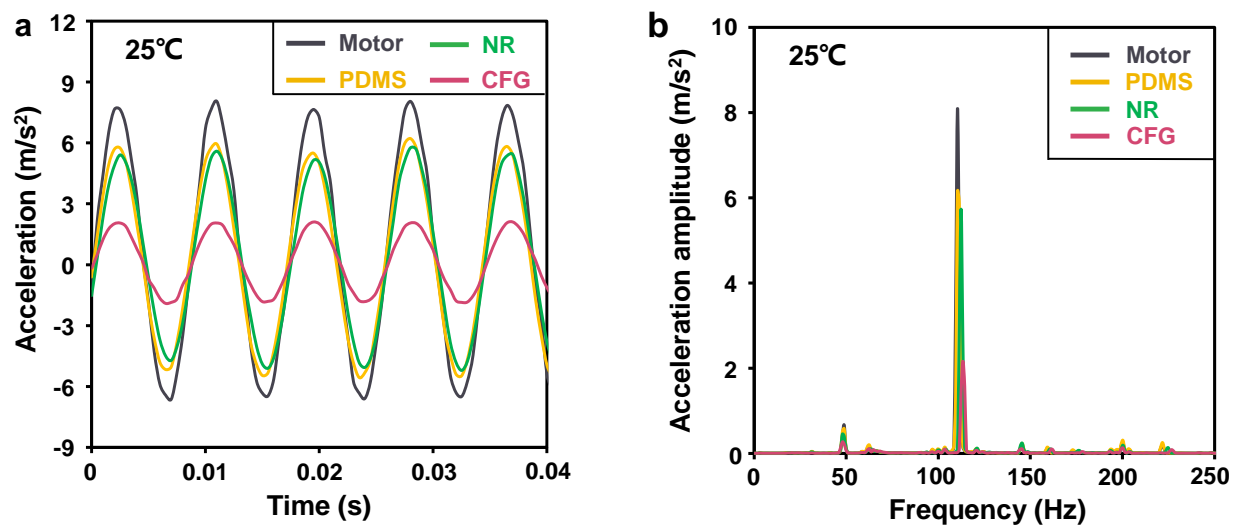 a
25℃
Motor
NR
PDMS
CFG
Acceleration (m/s²)
12
9
6
3
0
-3
-6
-9
0
0.01
0.02
0.03
0.04
Time (s)
b
25℃
Motor
PDMS
NR
CFG
Acceleration amplitude (m/s²)
10
8
6
4
2
0
0
50
100
150
200
250
Frequency (Hz)